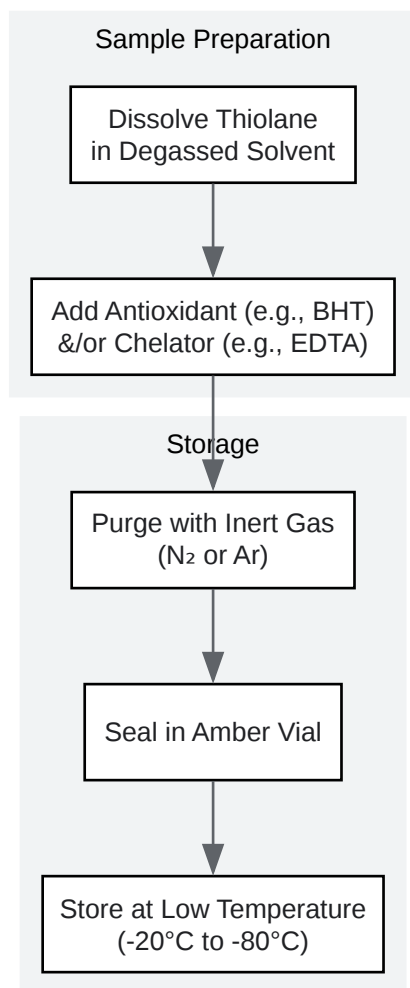 Sample Preparation
Dissolve Thiolane
in Degassed Solvent
Add Antioxidant (e.g., BHT)
&/or Chelator (e.g., EDTA)
Storage
Purge with Inert Gas
(N₂ or Ar)
Seal in Amber Vial
Store at Low Temperature
(-20°C to -80°C)